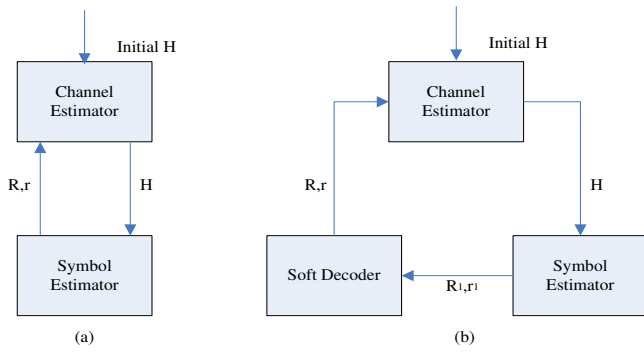 Initial H
Channel
Estimator
R,r
H
Symbol
Estimator
(a)
Initial H
Channel
Estimator
R,r
H
Soft Decoder
R1,r1
Symbol
Estimator
(b)